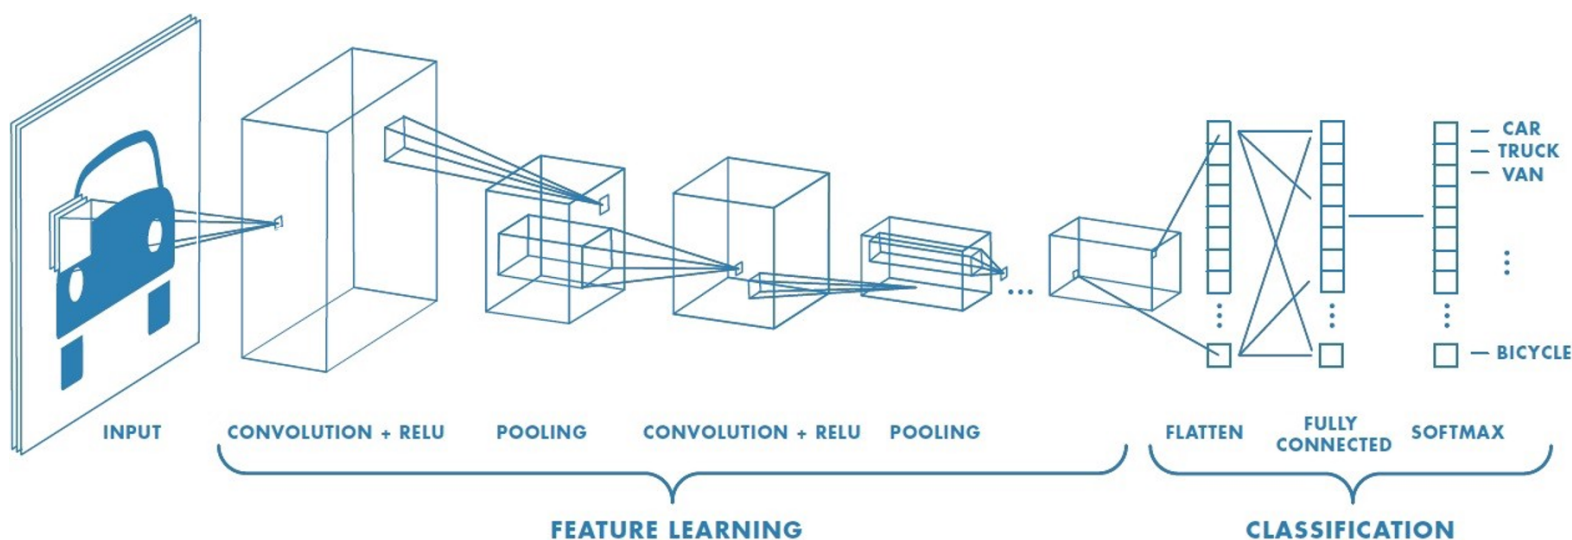 CAR
TRUCK
VAN
BICYCLE
INPUT
CONVOLUTION + RELU
POOLING
CONVOLUTION + RELU
POOLING
FLATTEN
FULLY
CONNECTED
SOFTMAX
FEATURE LEARNING
CLASSIFICATION